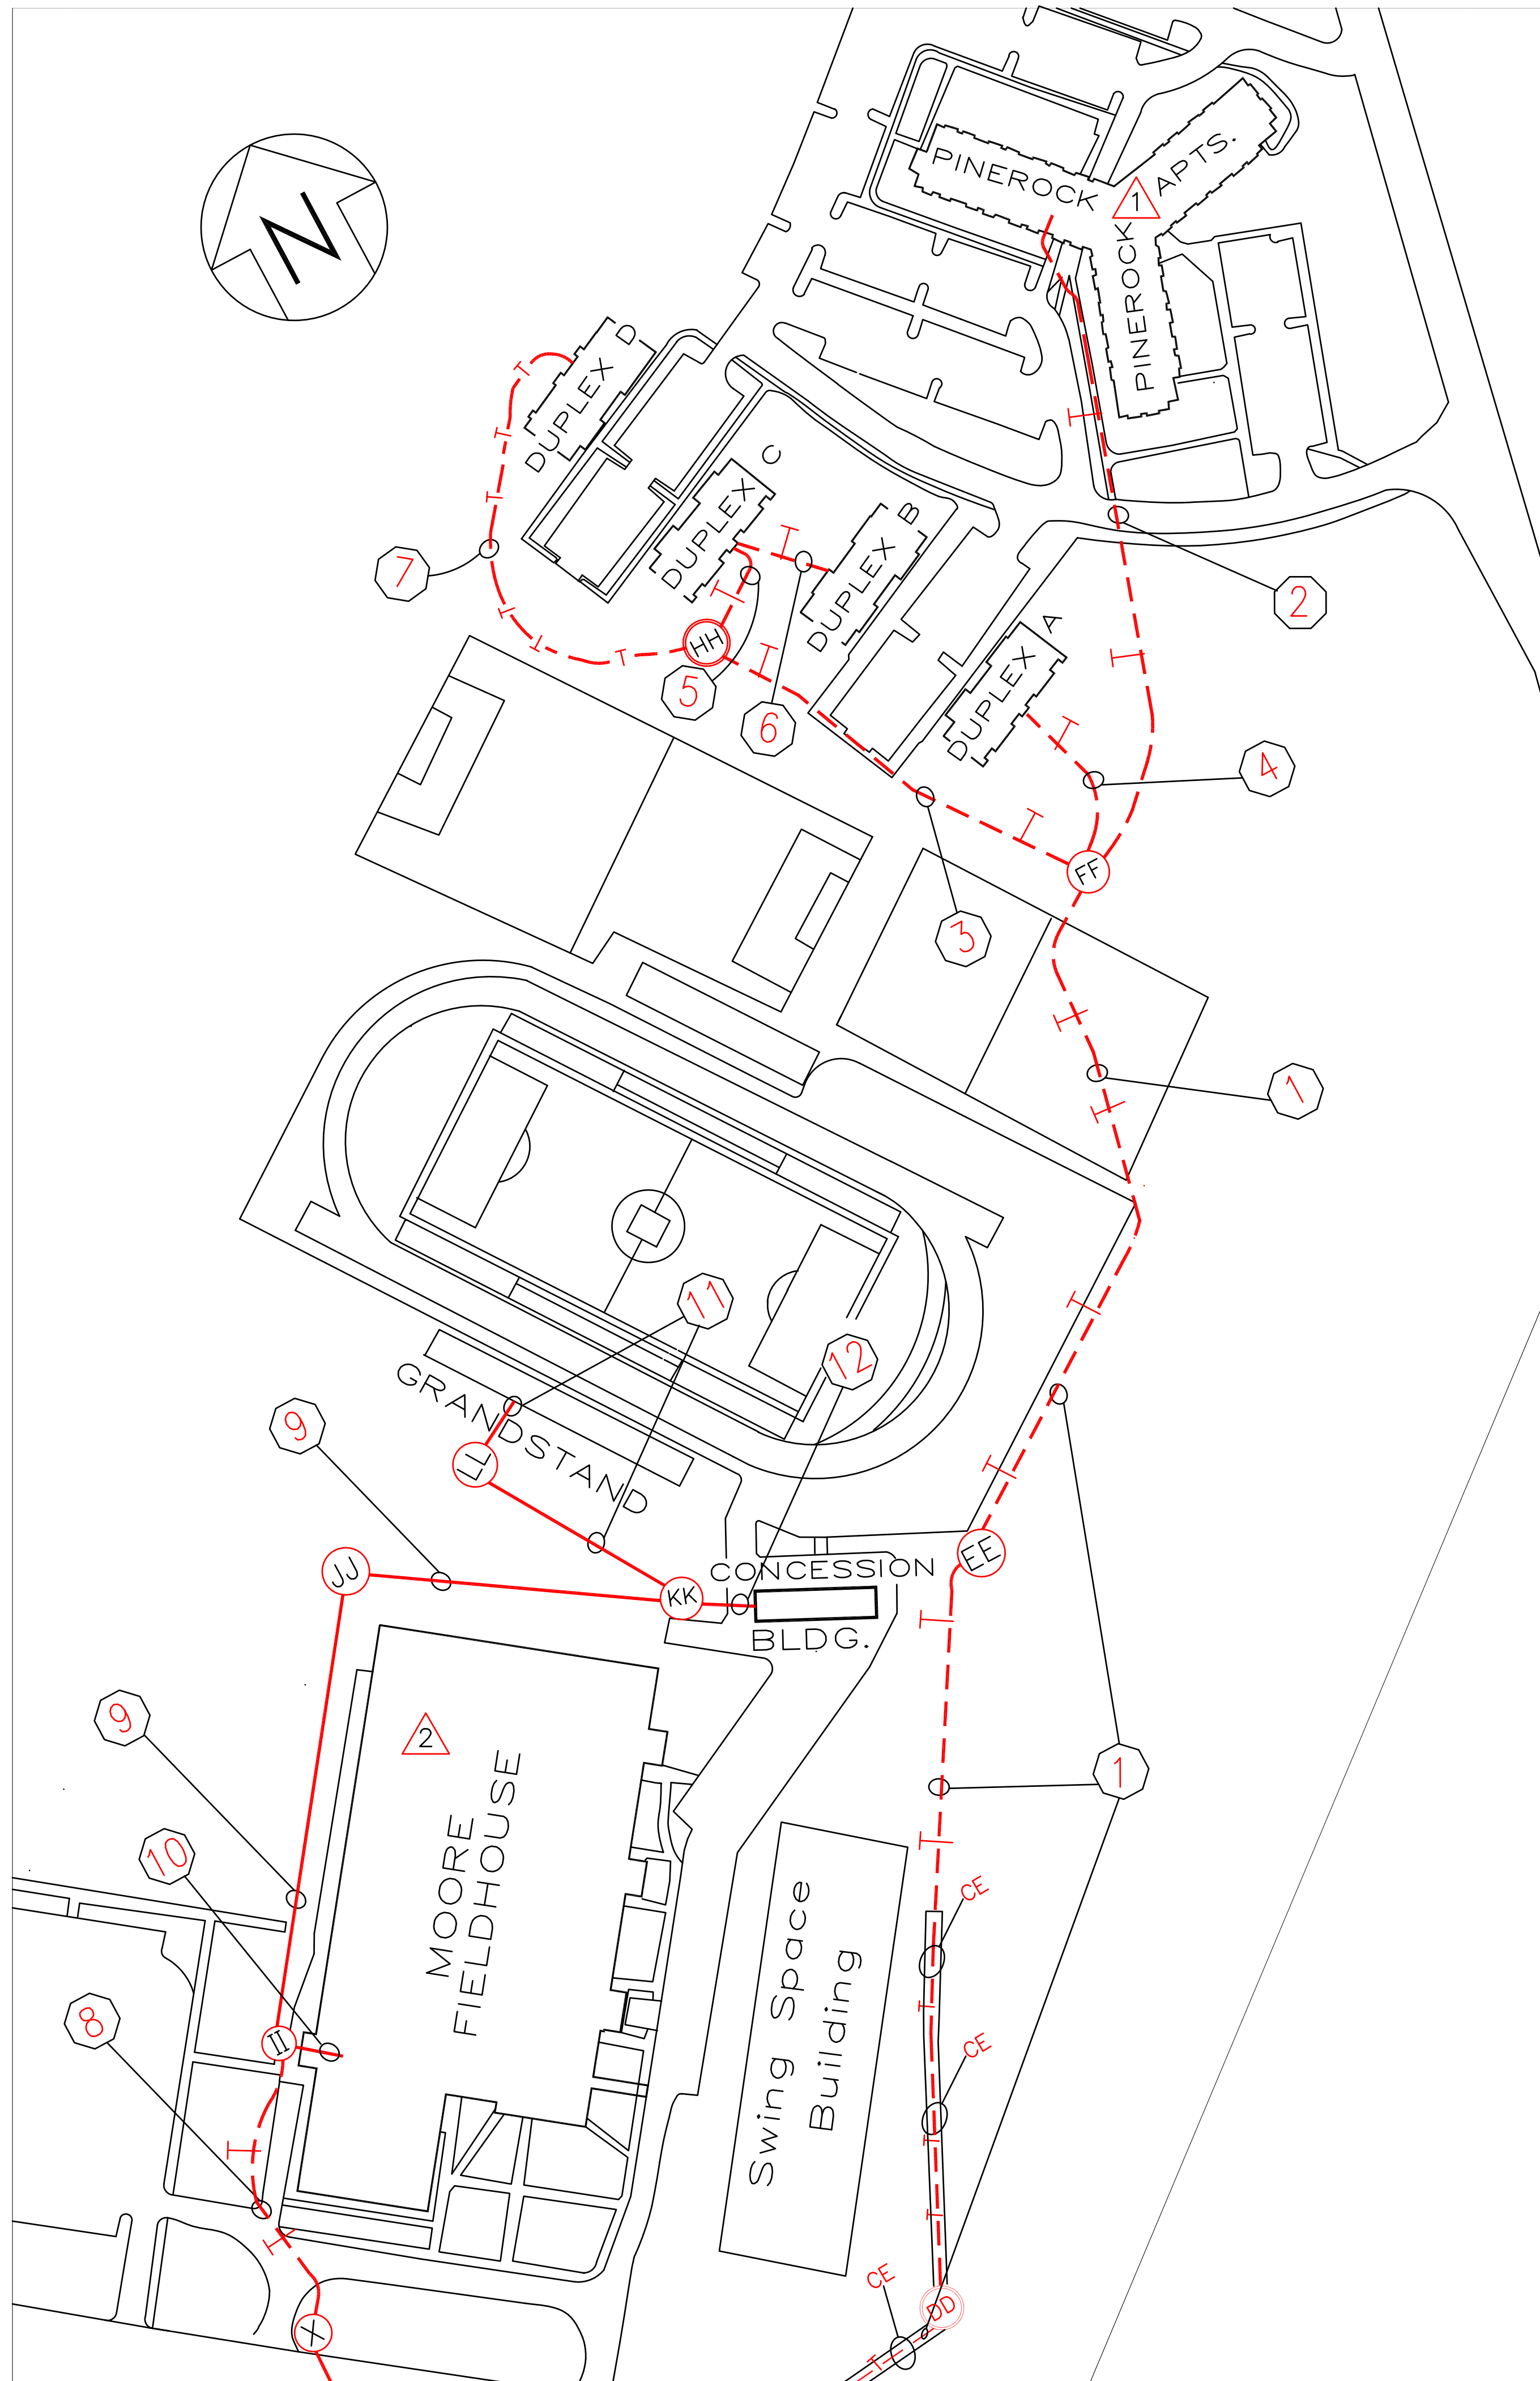 PINEROCK
APTS.
1
PINEROCK
N
DUPLEX D
DUPLEX C
DUPLEX B
DUPLEX A
T
T
T
T
T
T
T
T
T
T
T
T
T
T
7
2
HH
5
6
4
FF
3
1
T
T
11
12
T
T
GRANDSTAND
9
LL
JJ
KK
EE
CONCESSION
BLDG.
T
9
2
1
MOORE
FIELDHOUSE
10
T
CE
Swing Space
Building
8
II
T
CE
T
T
T
T
CE
DD
T